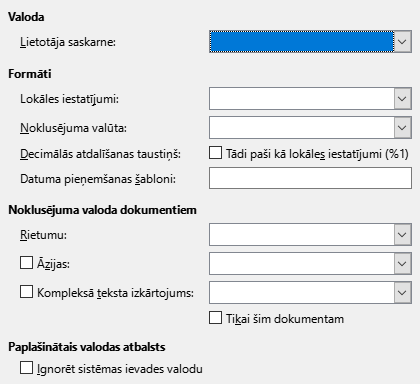 Valoda
Lietotāja saskarne:
Formāti
Lokāles iestatījumi:
Noklusējuma valūta:
Decimālās atdalīšanas taustiņš: Tādi paši kā lokāles iestatījumi (%1)
Datuma pieņemšanas šabloni:
Noklusējuma valoda dokumentiem
Rietumu:
Āzijas:
Kompleksā teksta izkārtojums:
Tikai šim dokumentam
Paplašinātais valodas atbalsts
Ignorēt sistēmas ievades valodu